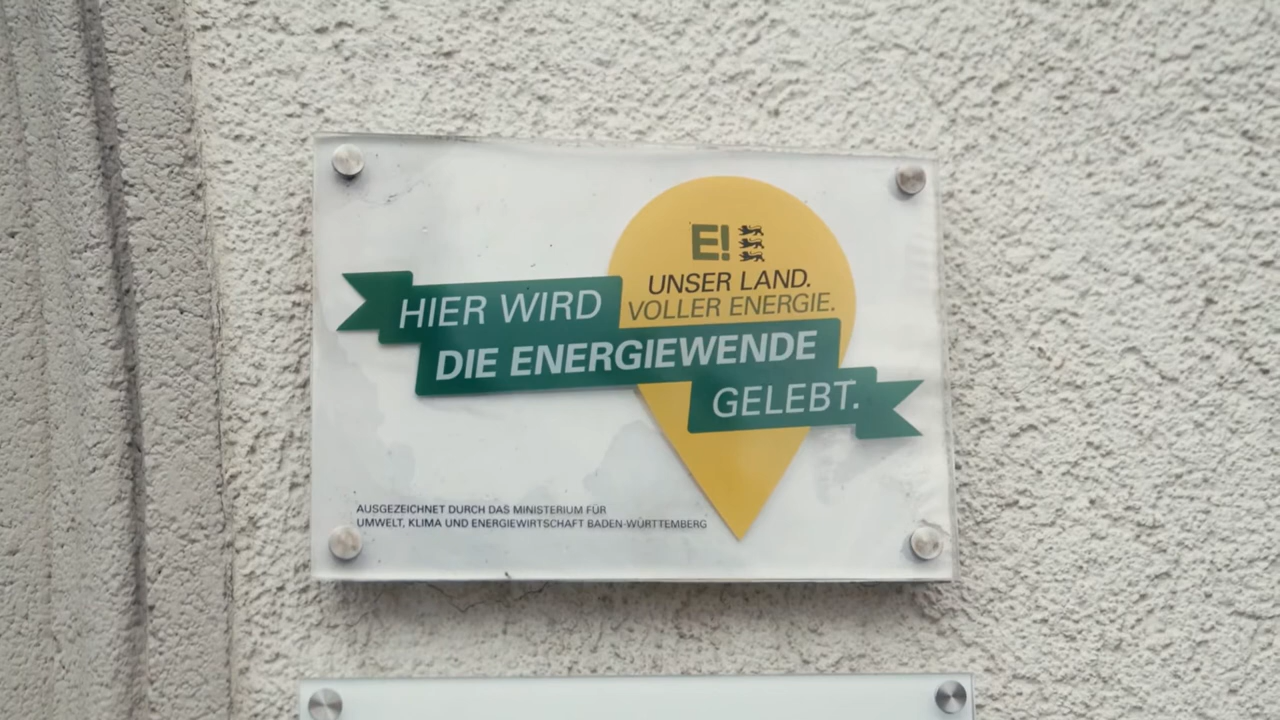 E!
UNSER LAND.
VOLLER ENERGIE.
HIER WIRD
DIE ENERGIEWENDE
GELEBT.
AUSGEZEICHNET DURCH DAS MINISTERIUM FÜR
UMWELT, KLIMA UND ENERGIEWIRTSCHAFT BADEN-WÜRTTEMBERG